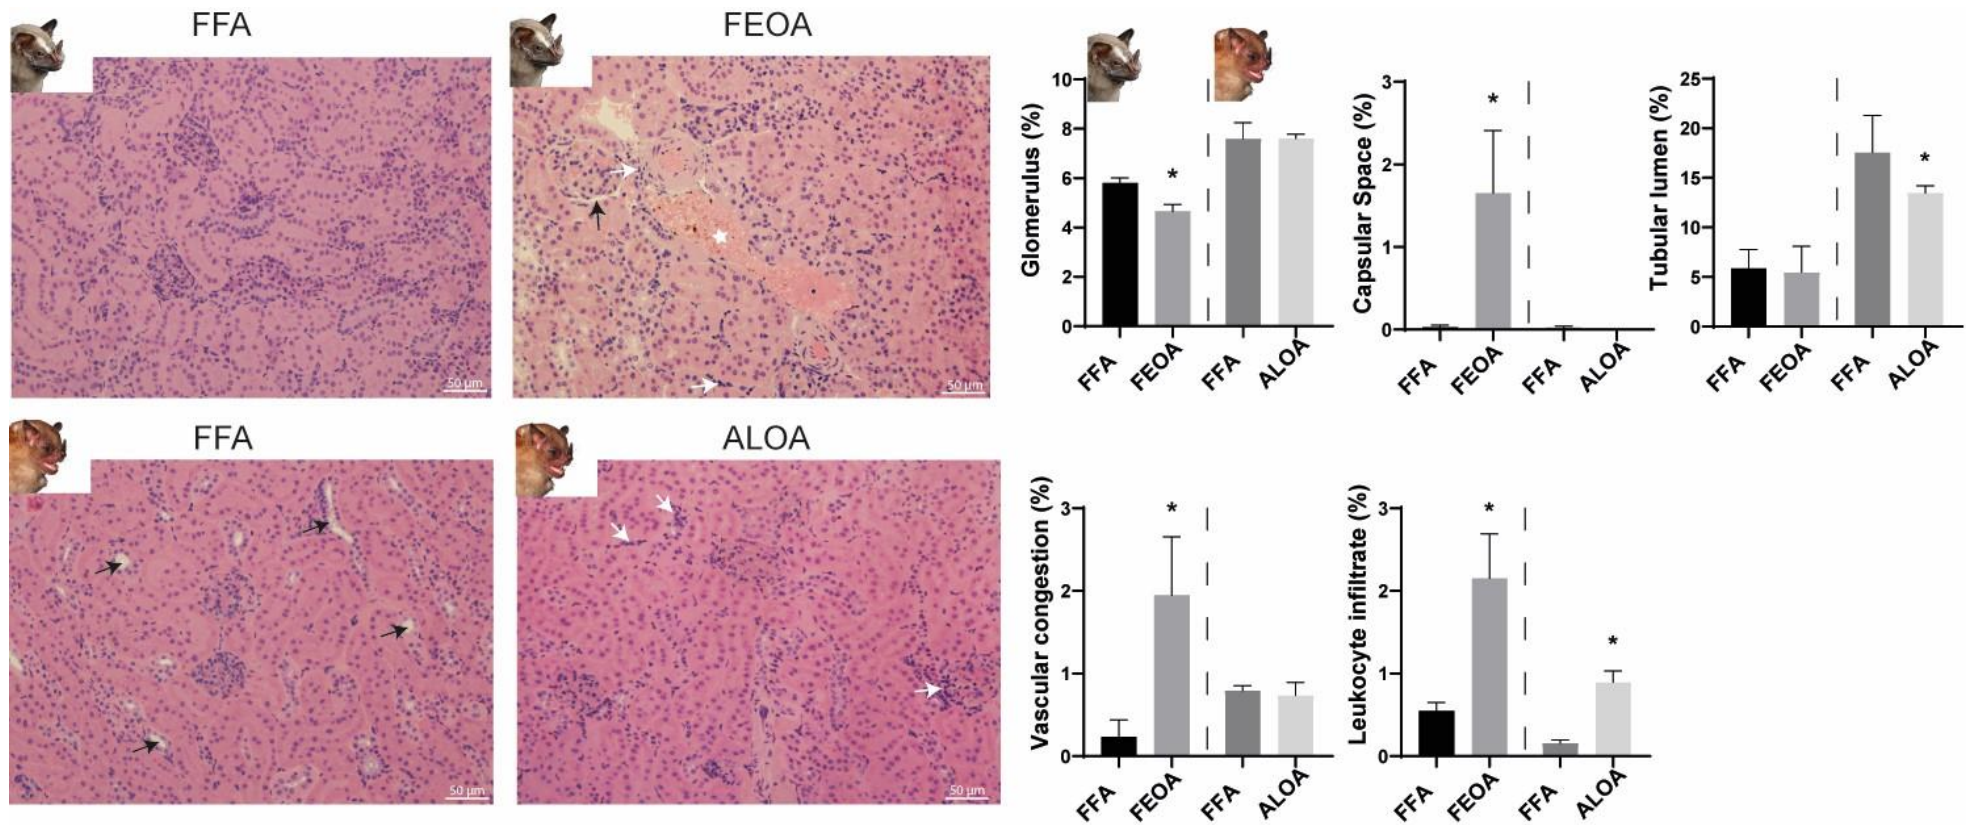 FFA
FEOA
50 µm
50 µm
FFA
ALOA
50 µm
50 µm
Glomerulus (%)
10
8
6
4
2
0
*
FFA
FEOA
FFA
ALOA
Capsular Space (%)
3
2
1
0
*
FFA
FEOA
FFA
ALOA
Tubular lumen (%)
25
20
15
10
5
0
*
FFA
FEOA
FFA
ALOA
Vascular congestion (%)
3
2
1
0
*
FFA
FEOA
FFA
ALOA
Leukocyte infiltrate (%)
3
2
1
0
*
*
FFA
FEOA
FFA
ALOA